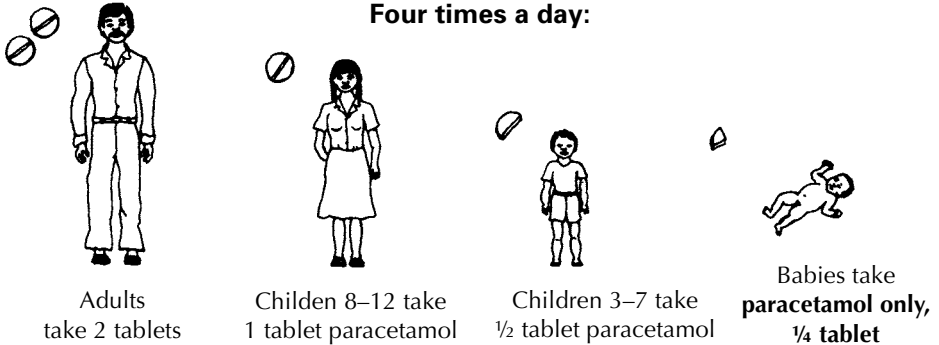 Four times a day:
Adults
take 2 tablets
Childen 8–12 take
1 tablet paracetamol
Children 3–7 take
½ tablet paracetamol
Babies take
paracetamol only,
¼ tablet